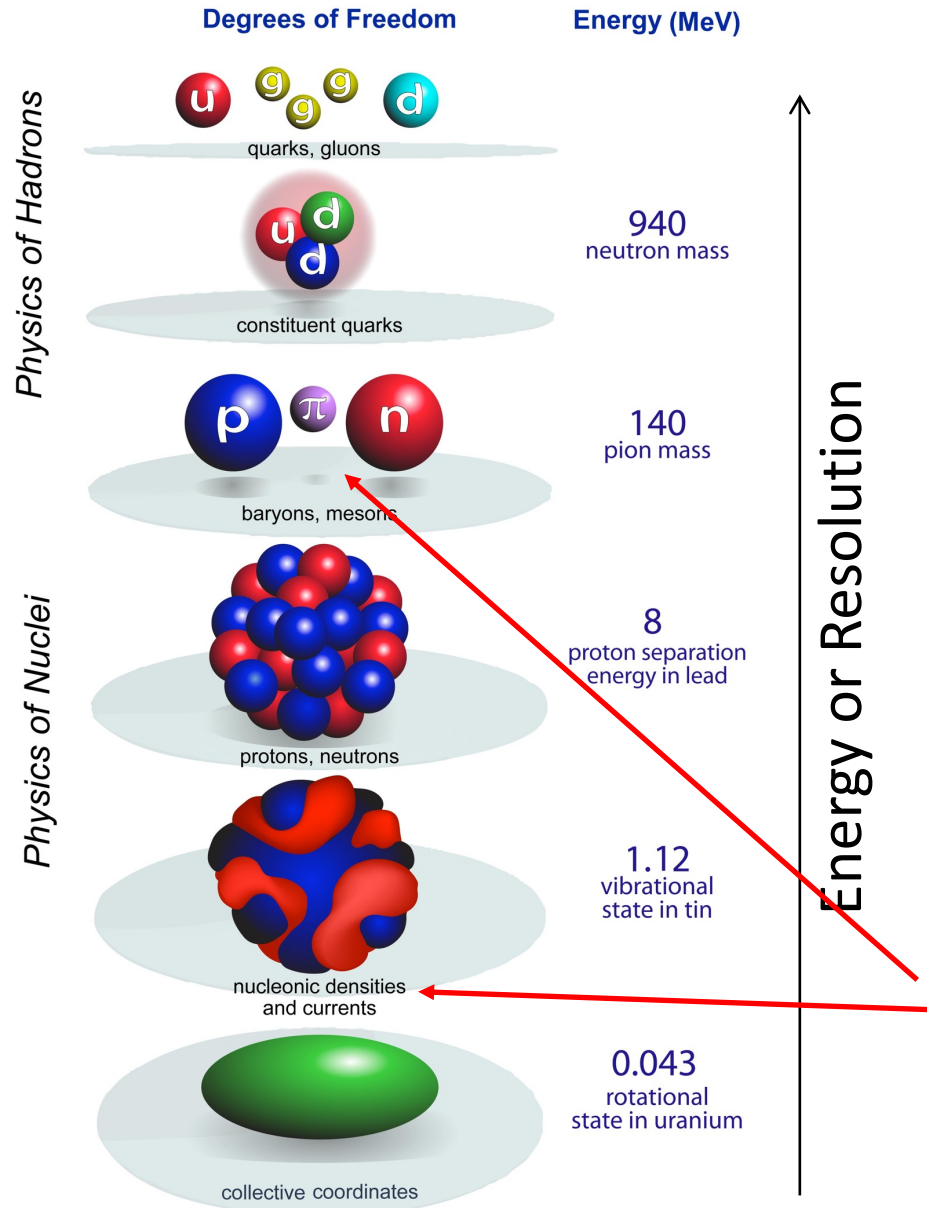 Degrees of Freedom
Energy (MeV)
Physics of Hadrons
u g g g d
quarks, gluons
u d d
constituent quarks
940
neutron mass
p π n
baryons, mesons
140
pion mass
Energy or Resolution
Physics of Nuclei
protons, neutrons
8
proton separation
energy in lead
nucleonic densities
and currents
1.12
vibrational
state in tin
collective coordinates
0.043
rotational
state in uranium